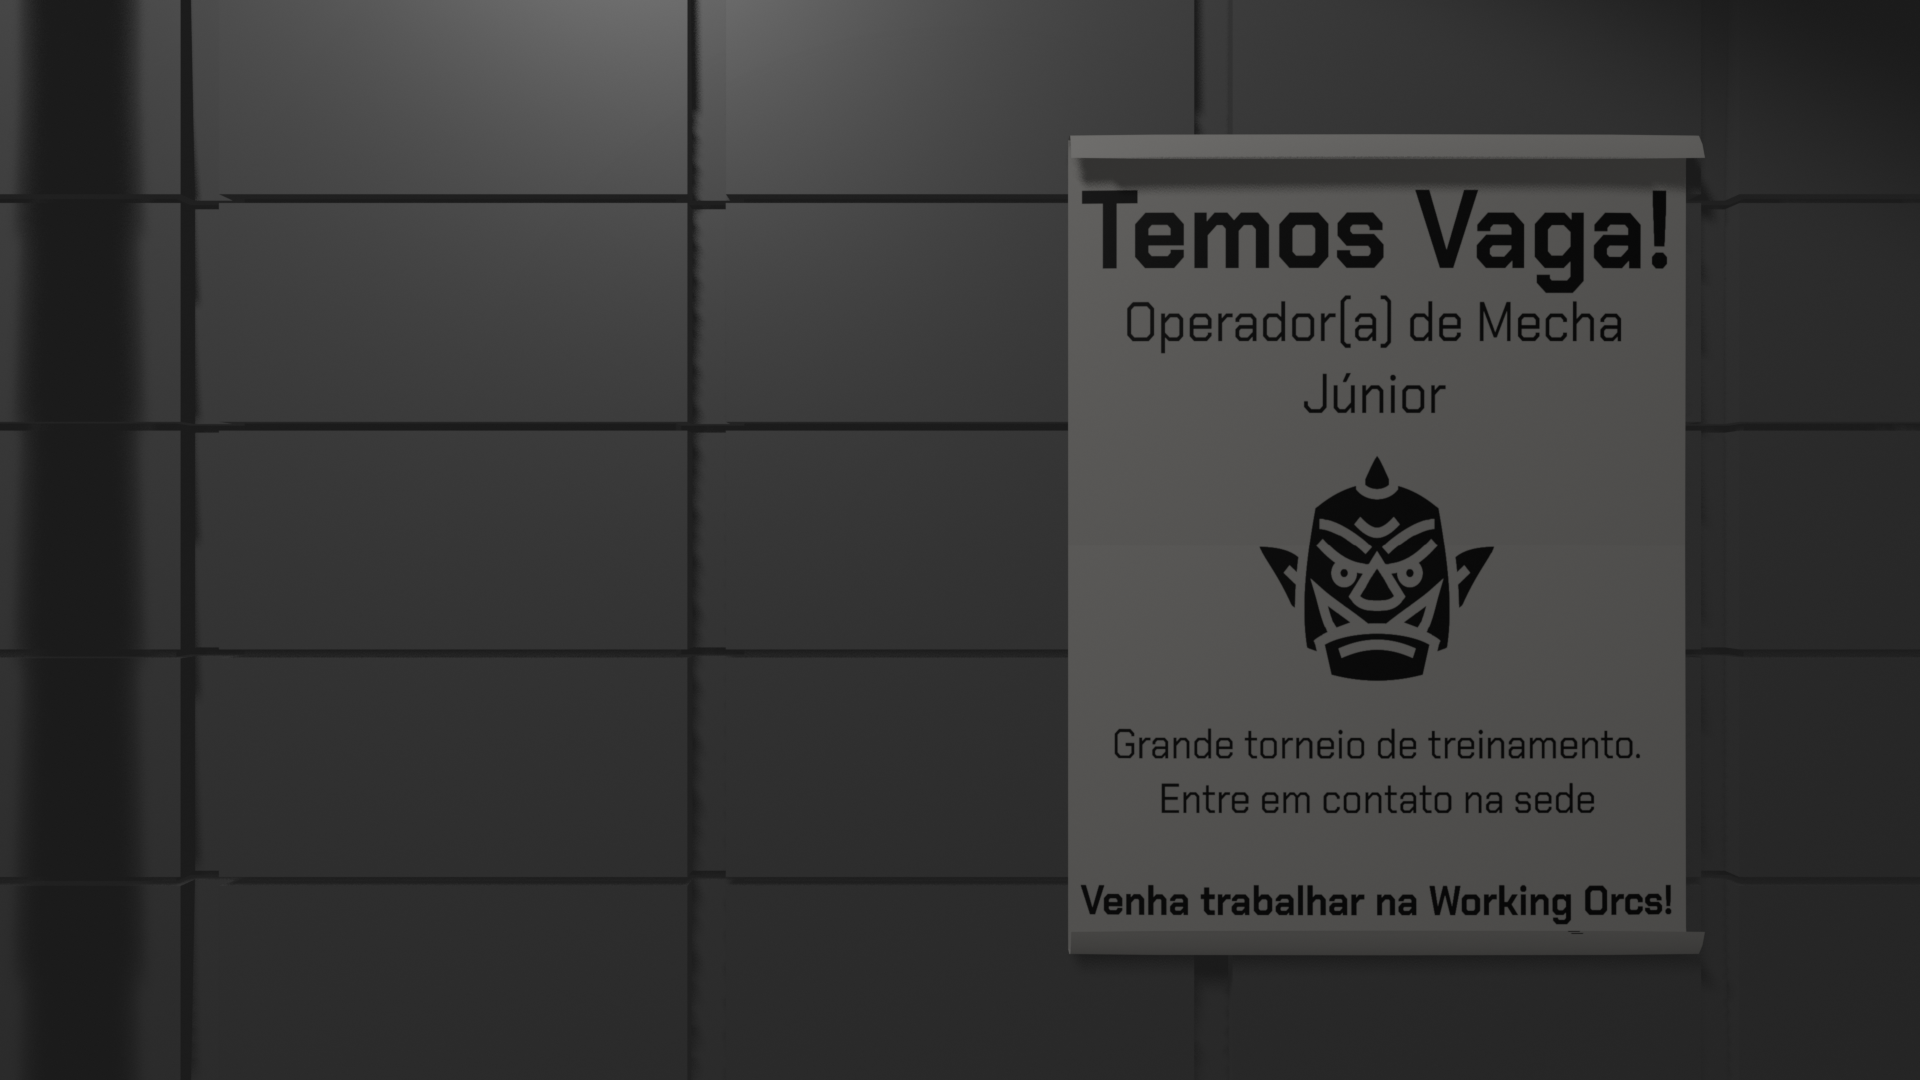 Temos Vaga!
Operador(a) de Mecha
Júnior
Grande torneio de treinamento.
Entre em contato na sede
Venha trabalhar na Working Orcs!